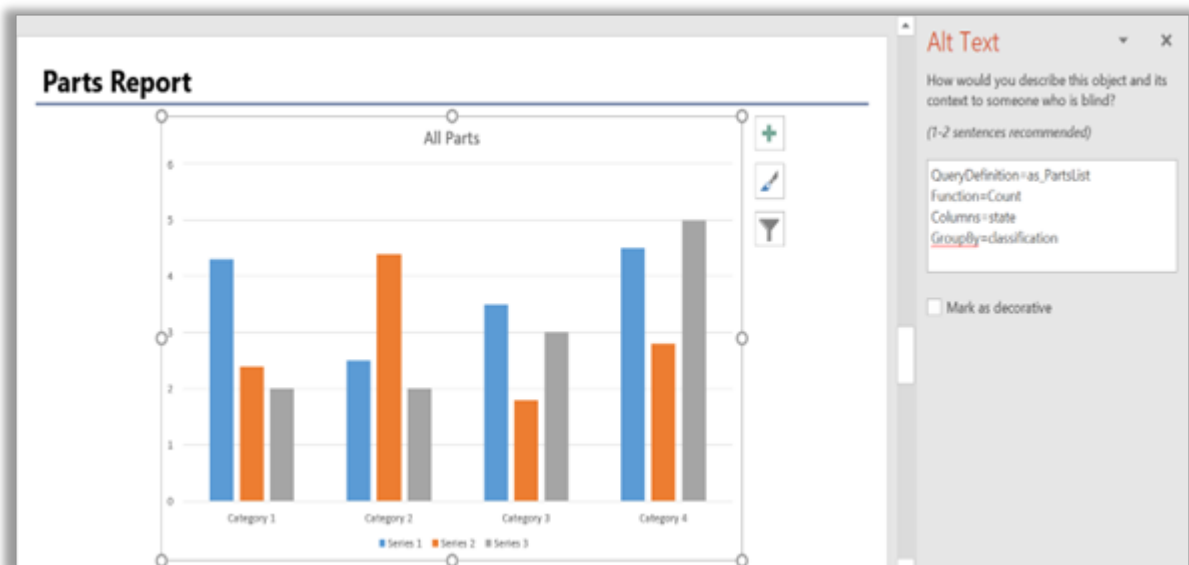 Parts Report
All Parts
6
5
4
3
2
1
0
Category 1 Category 2 Category 3 Category 4
Series 1 Series 2 Series 3
Alt Text
How would you describe this object and its
context to someone who is blind?
(1-2 sentences recommended)
QueryDefinition=as_PartsList
Function=Count
Columns=state
GroupBy=classification
Mark as decorative